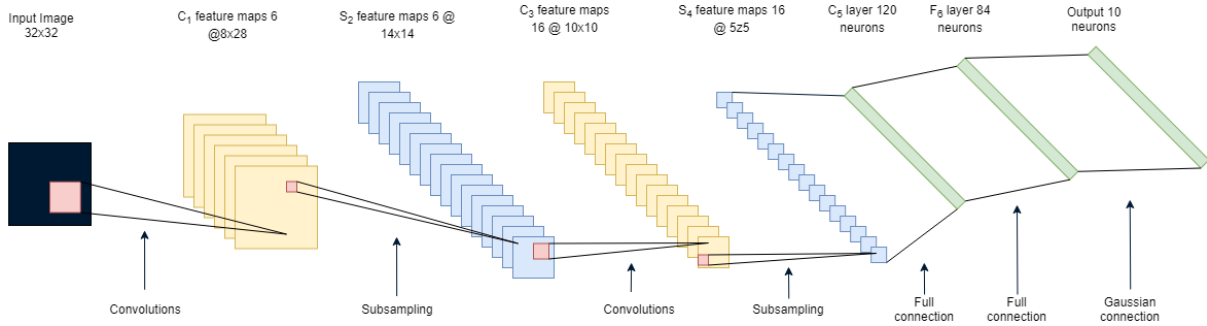 Input Image
32x32
C₁ feature maps 6
@8x28
S₂ feature maps 6 @
14x14
C₃ feature maps
16 @ 10x10
S₄ feature maps 16
@ 5z5
C₅ layer 120
neurons
F₆ layer 84
neurons
Output 10
neurons
Convolutions
Subsampling
Convolutions
Subsampling
Full
connection
Full
connection
Gaussian
connection